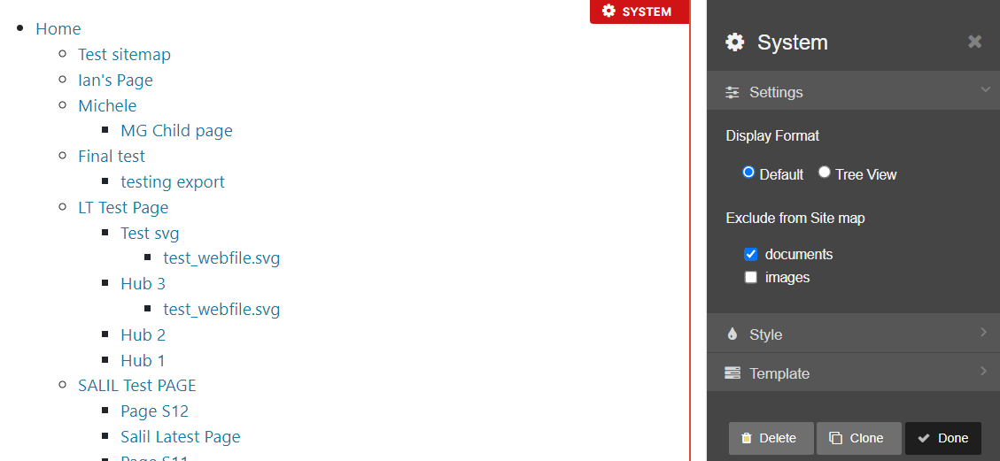 Home
Test sitemap
Ian's Page
Michele
MG Child page
Final test
testing export
LT Test Page
Test svg
test_webfile.svg
Hub 3
test_webfile.svg
Hub 2
Hub 1
SALIL Test PAGE
Page S12
Salil Latest Page
Page S11
SYSTEM
System
Settings
Display Format
Default Tree View
Exclude from Site map
documents
images
Style
Template
Delete Clone Done